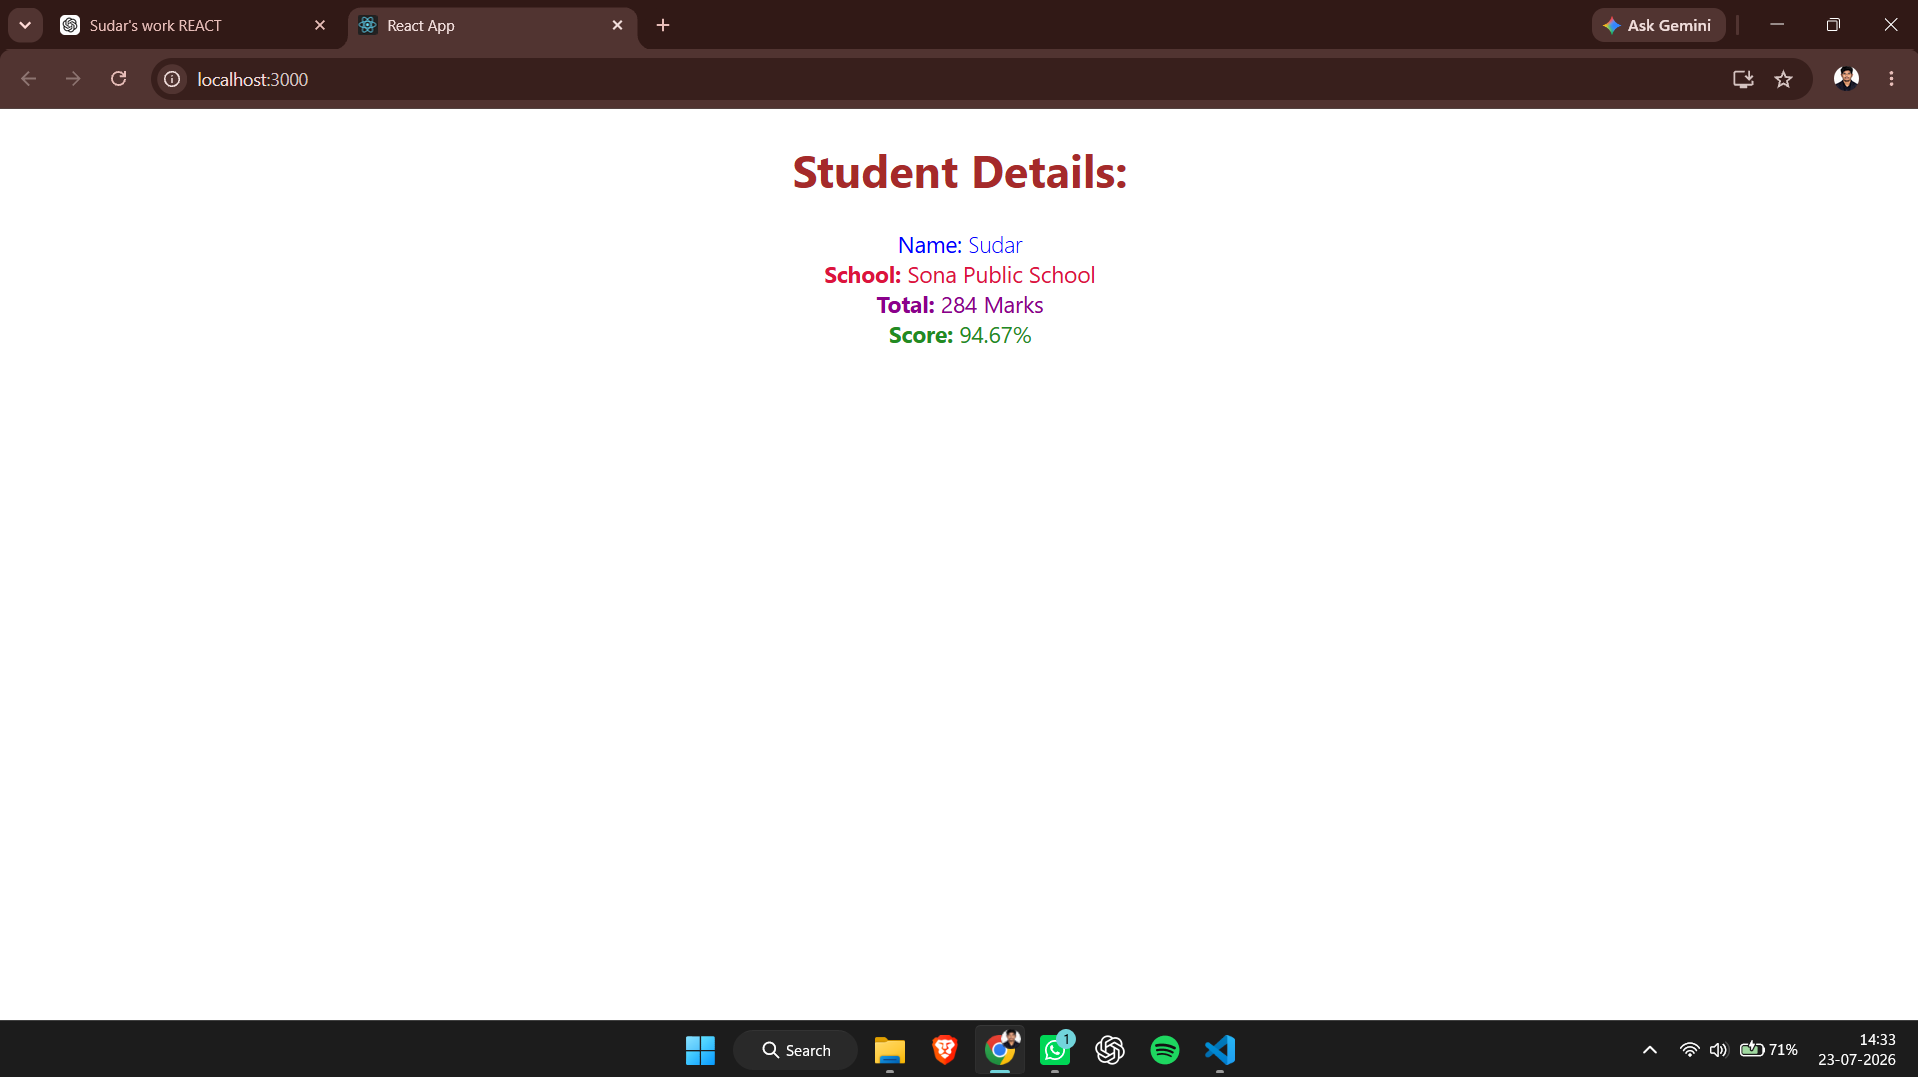 Sudar's work REACT
React App
Ask Gemini
localhost:3000
Student Details:
Name: Sudar
School: Sona Public School
Total: 284 Marks
Score: 94.67%
Search
1
71%
14:33
23-07-2026